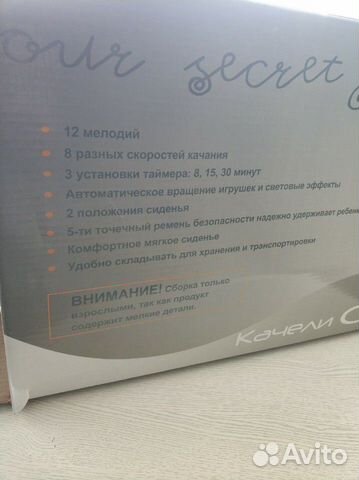 our secret
12 мелодий
8 разных скоростей качания
3 установки таймера: 8, 15, 30 минут
Автоматическое вращение игрушек и световые эффекты
2 положения сиденья
5-ти точечный ремень безопасности надежно удерживает
Комфортное мягкое сиденье
Удобно складывать для хранения и транспортировки
ВНИМАНИЕ! Сборка только
взрослыми, так как продукт
содержит мелкие детали.
Качели
Avito